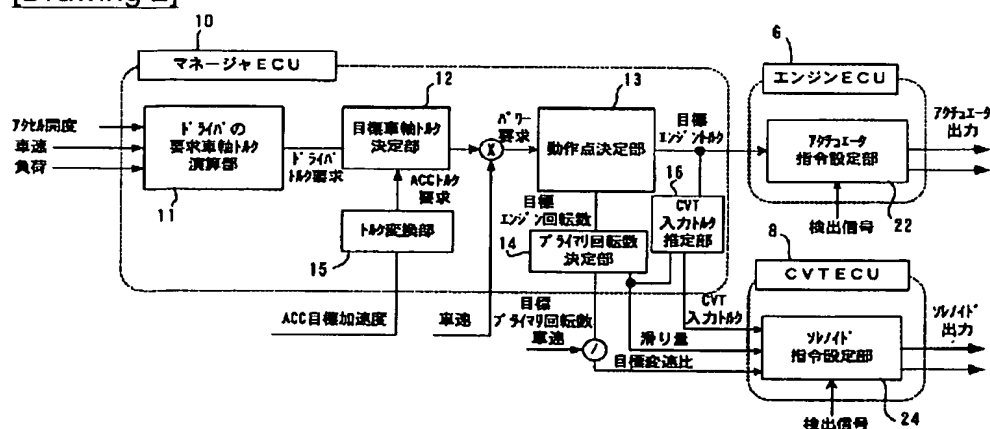 [Drawing 2]
10
マネージャECU
アクセル開度
車速
負荷
ドライバの
要求車軸トルク
演算部
11
ドライバ
トルク要求
12
目標車軸トルク
決定部
ACCトルク
要求
トルク変換部
15
ACC目標加速度
X
パワー
要求
車速
13
動作点決定部
目標
エンジントルク
目標
エンジン回転数
14
プライマリ回転数
決定部
16
CVT
入力トルク
推定部
目標
プライマリ回転数
車速
/
CVT
入力トルク
滑り量
目標変速比
6
エンジンECU
アクチュエータ
指令設定部
22
検出信号
アクチュエータ
出力
8
CVTECU
ソレノイド
指令設定部
24
検出信号
ソレノイド
出力